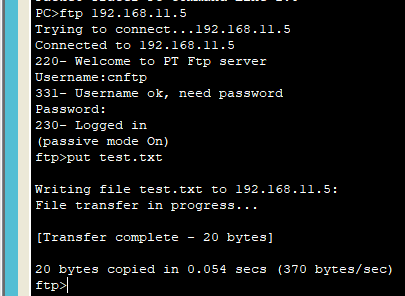 PC>ftp 192.168.11.5
Trying to connect...192.168.11.5
Connected to 192.168.11.5
220- Welcome to PT Ftp server
Username:cnftp
331- Username ok, need password
Password:
230- Logged in
(passive mode On)
ftp>put test.txt

Writing file test.txt to 192.168.11.5:
File transfer in progress...

[Transfer complete - 20 bytes]

20 bytes copied in 0.054 secs (370 bytes/sec)
ftp>